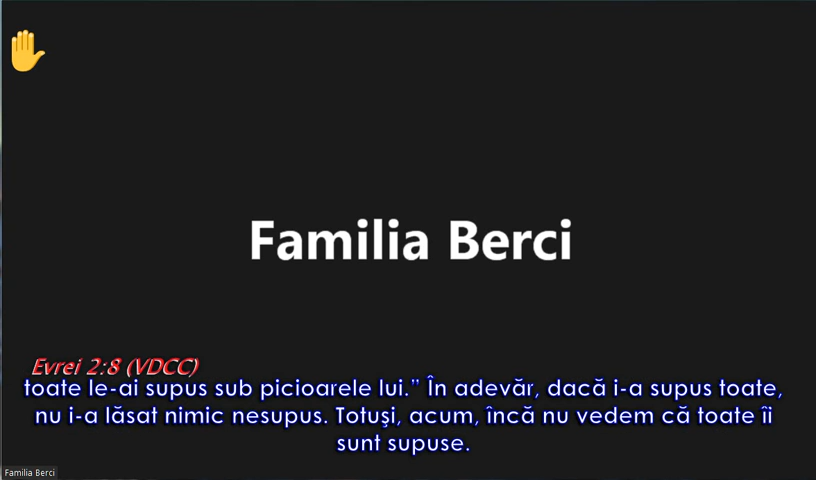 Familia Berci
Evrei 2:8 (VDCC)
toate le-ai supus sub picioarele lui.” În adevăr, dacă i-a supus toate,
nu i-a lăsat nimic nesupus. Totuşi, acum, încă nu vedem că toate îi
sunt supuse.
Familia Berci